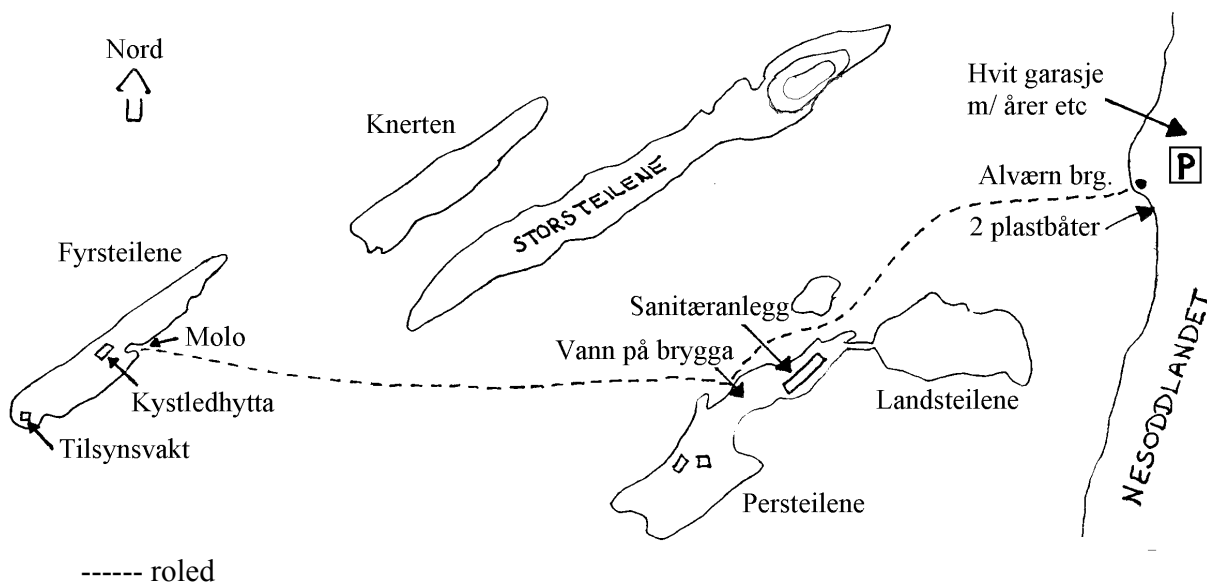 Nord
Hvit garasje
m/ årer etc
Knerten
P
STORSTEILENE
Alværn brg.
2 plastbåter
Fyrsteilene
Sanitæranlegg
Molo
Vann på brygga
NESODDLANDET
Kystledhytta
Landsteilene
Tilsynsvakt
Persteilene
------ roled